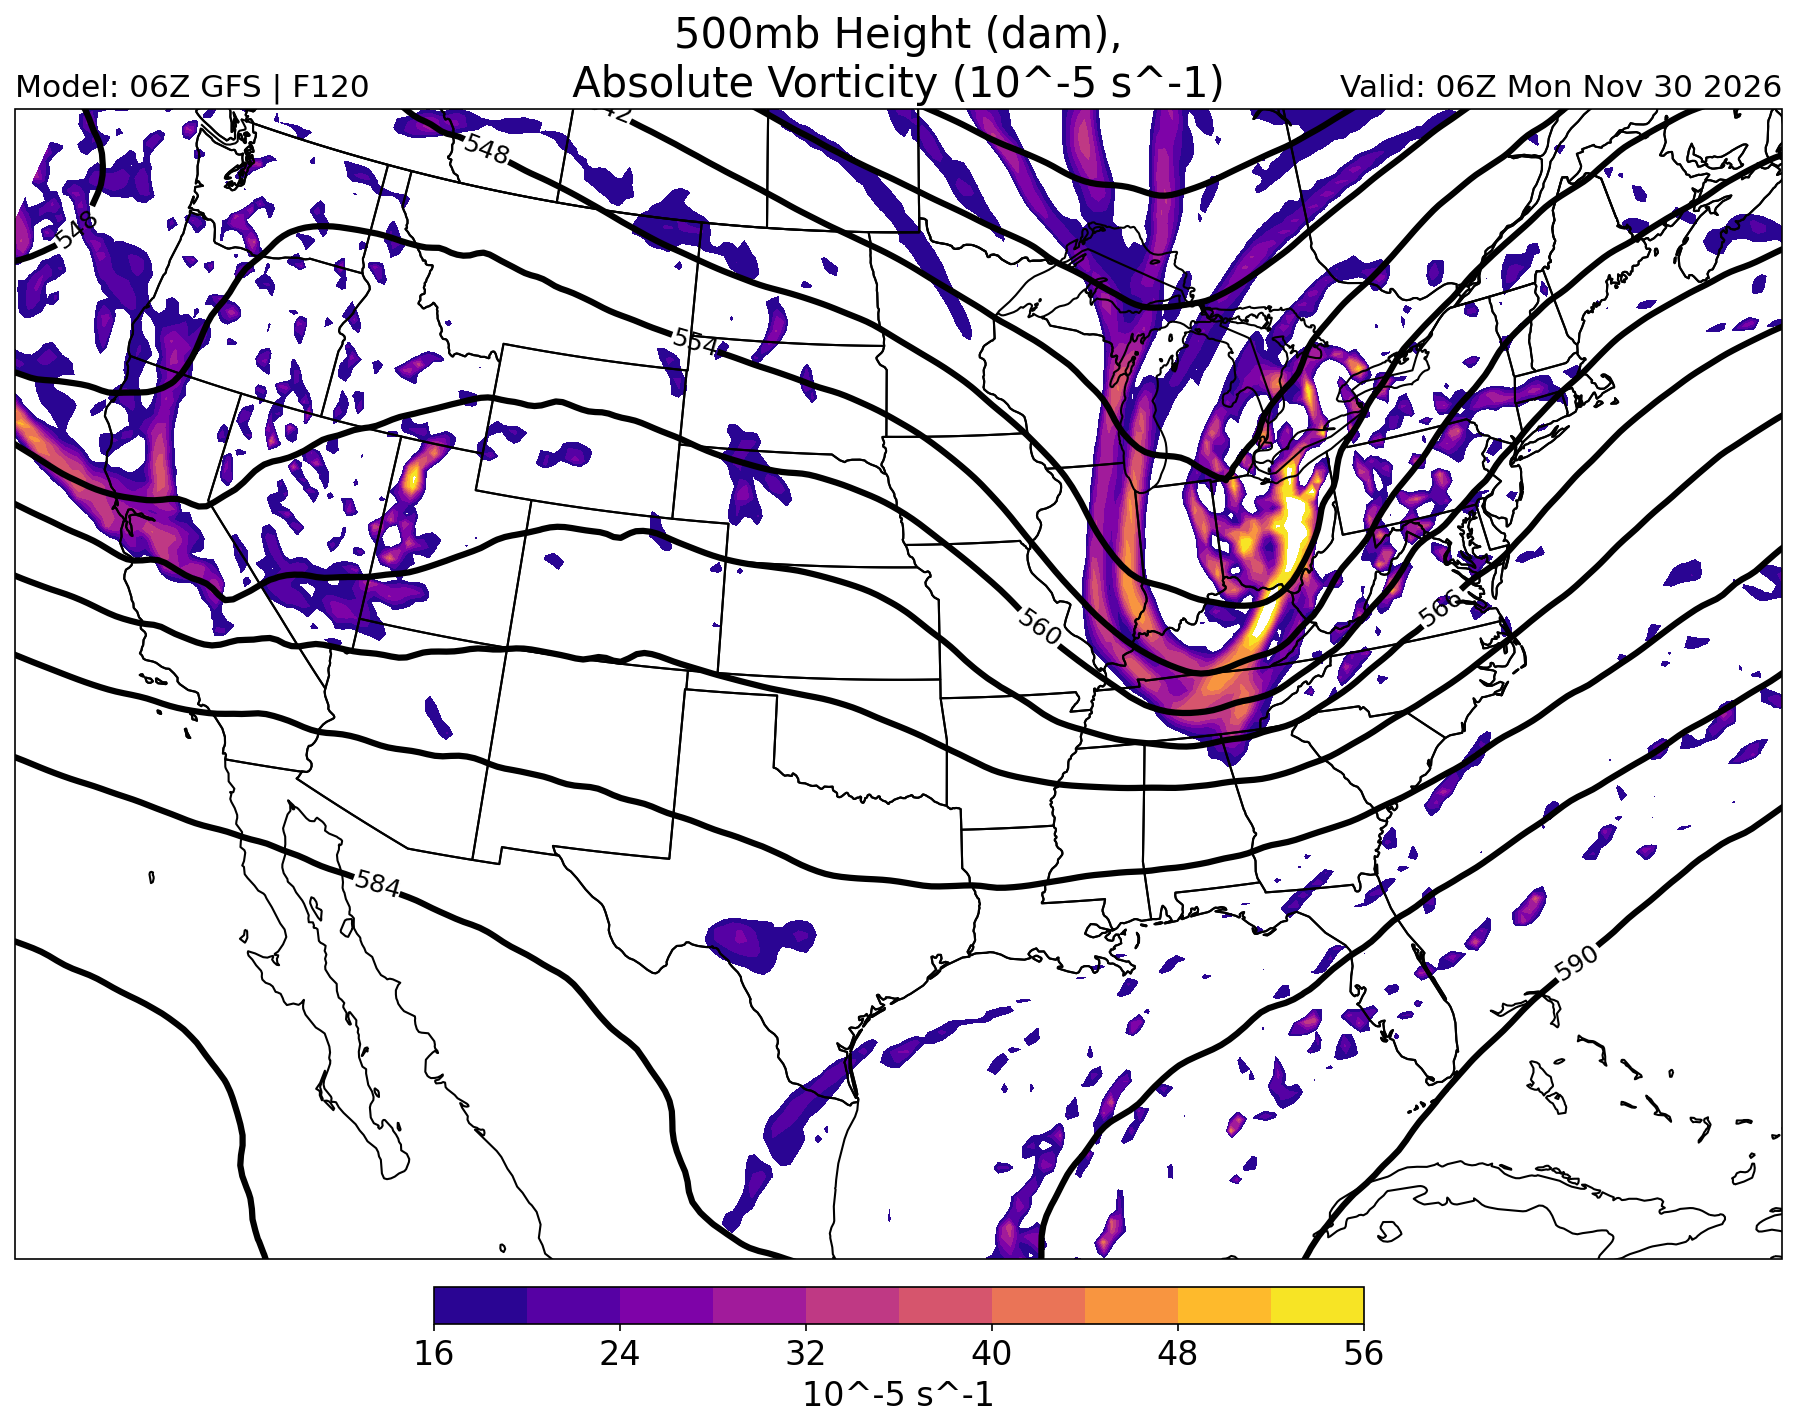 500mb Height (dam),
Model: 06Z GFS | F120
Absolute Vorticity (10^-5 s^-1)
Valid: 06Z Mon Nov 30 2026
548
548
554
560
566
584
590
16 24 32 40 48 56
10^-5 s^-1